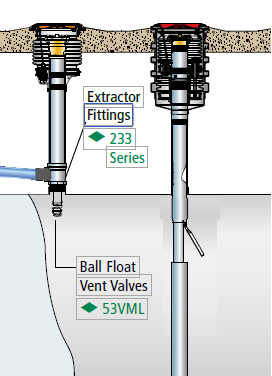 Extractor
Fittings
233
Series
Ball Float
Vent Valves
53VML